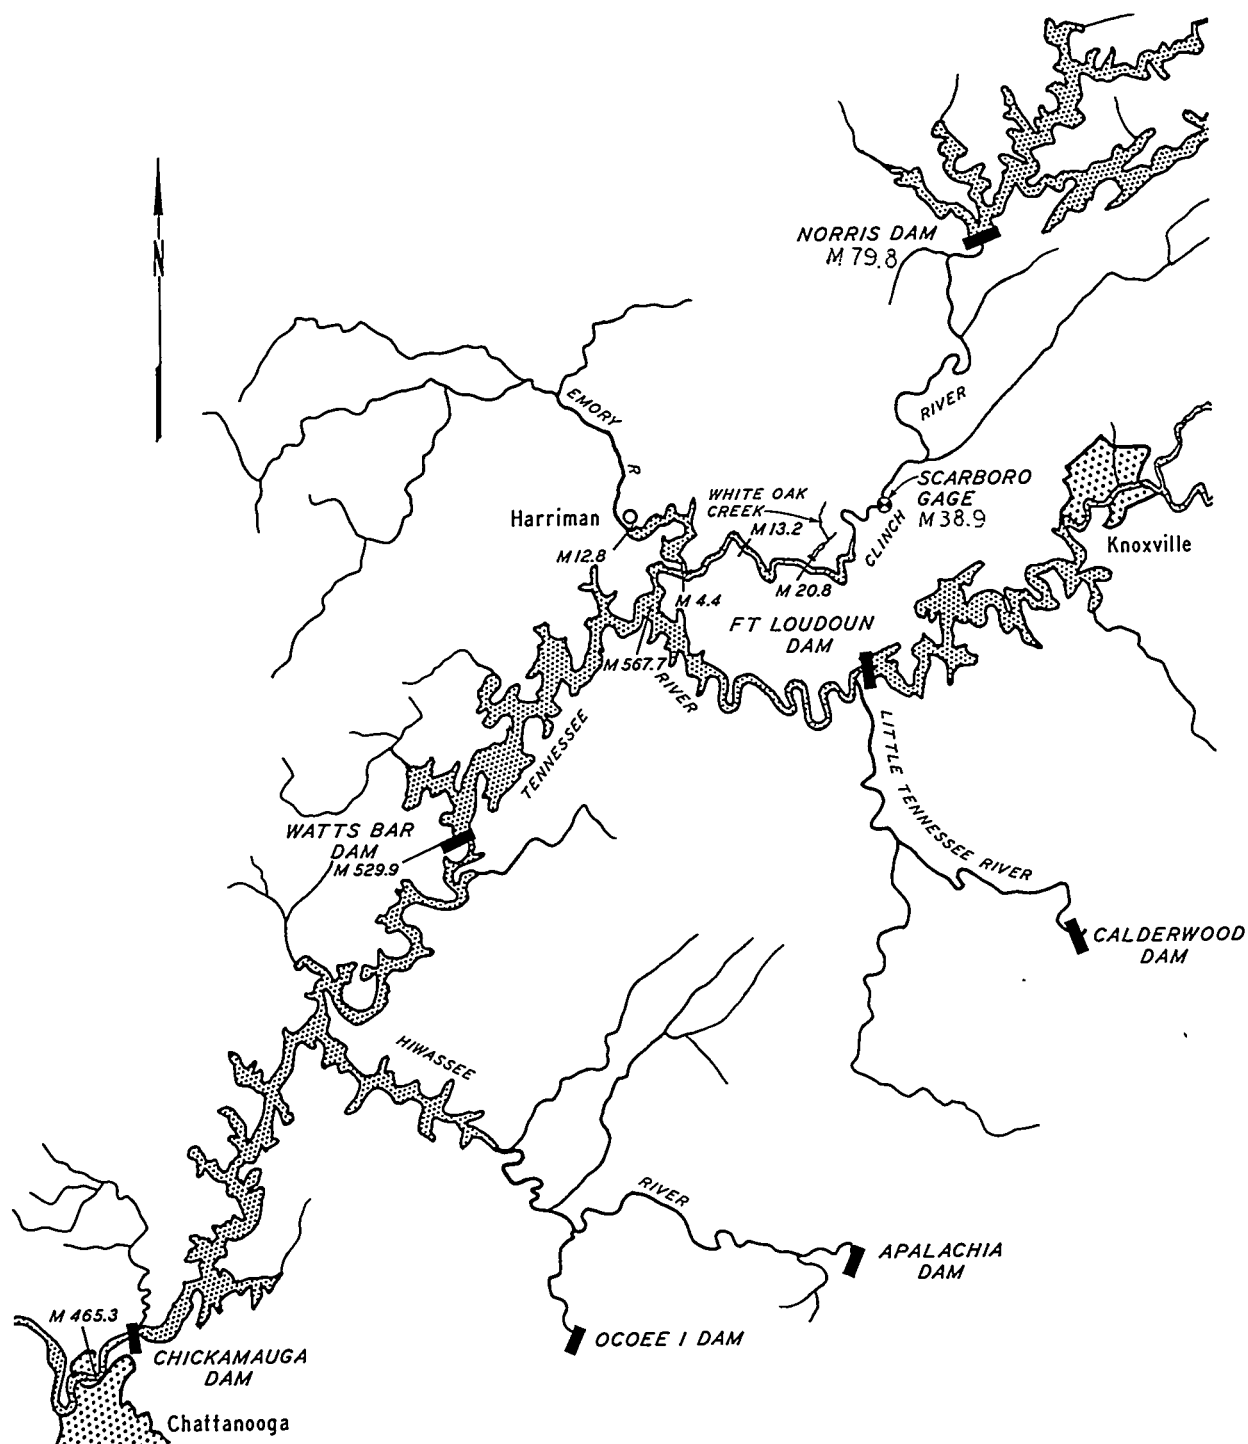 NORRIS DAM
M 79.8
N
EMORY
R
RIVER
SCARBORO
GAGE
M 38.9
WHITE OAK
CREEK
M 13.2
CLINCH
Harriman
Knoxville
M 12.8
M 20.8
M 4.4
FT LOUDOUN
DAM
M 567.7
RIVER
TENNESSEE
LITTLE TENNESSEE RIVER
WATTS BAR
DAM
M 529.9
CALDERWOOD
DAM
HIWASSEE
RIVER
APALACHIA
DAM
M 465.3
OCOEE 1 DAM
CHICKAMAUGA
DAM
Chattanooga